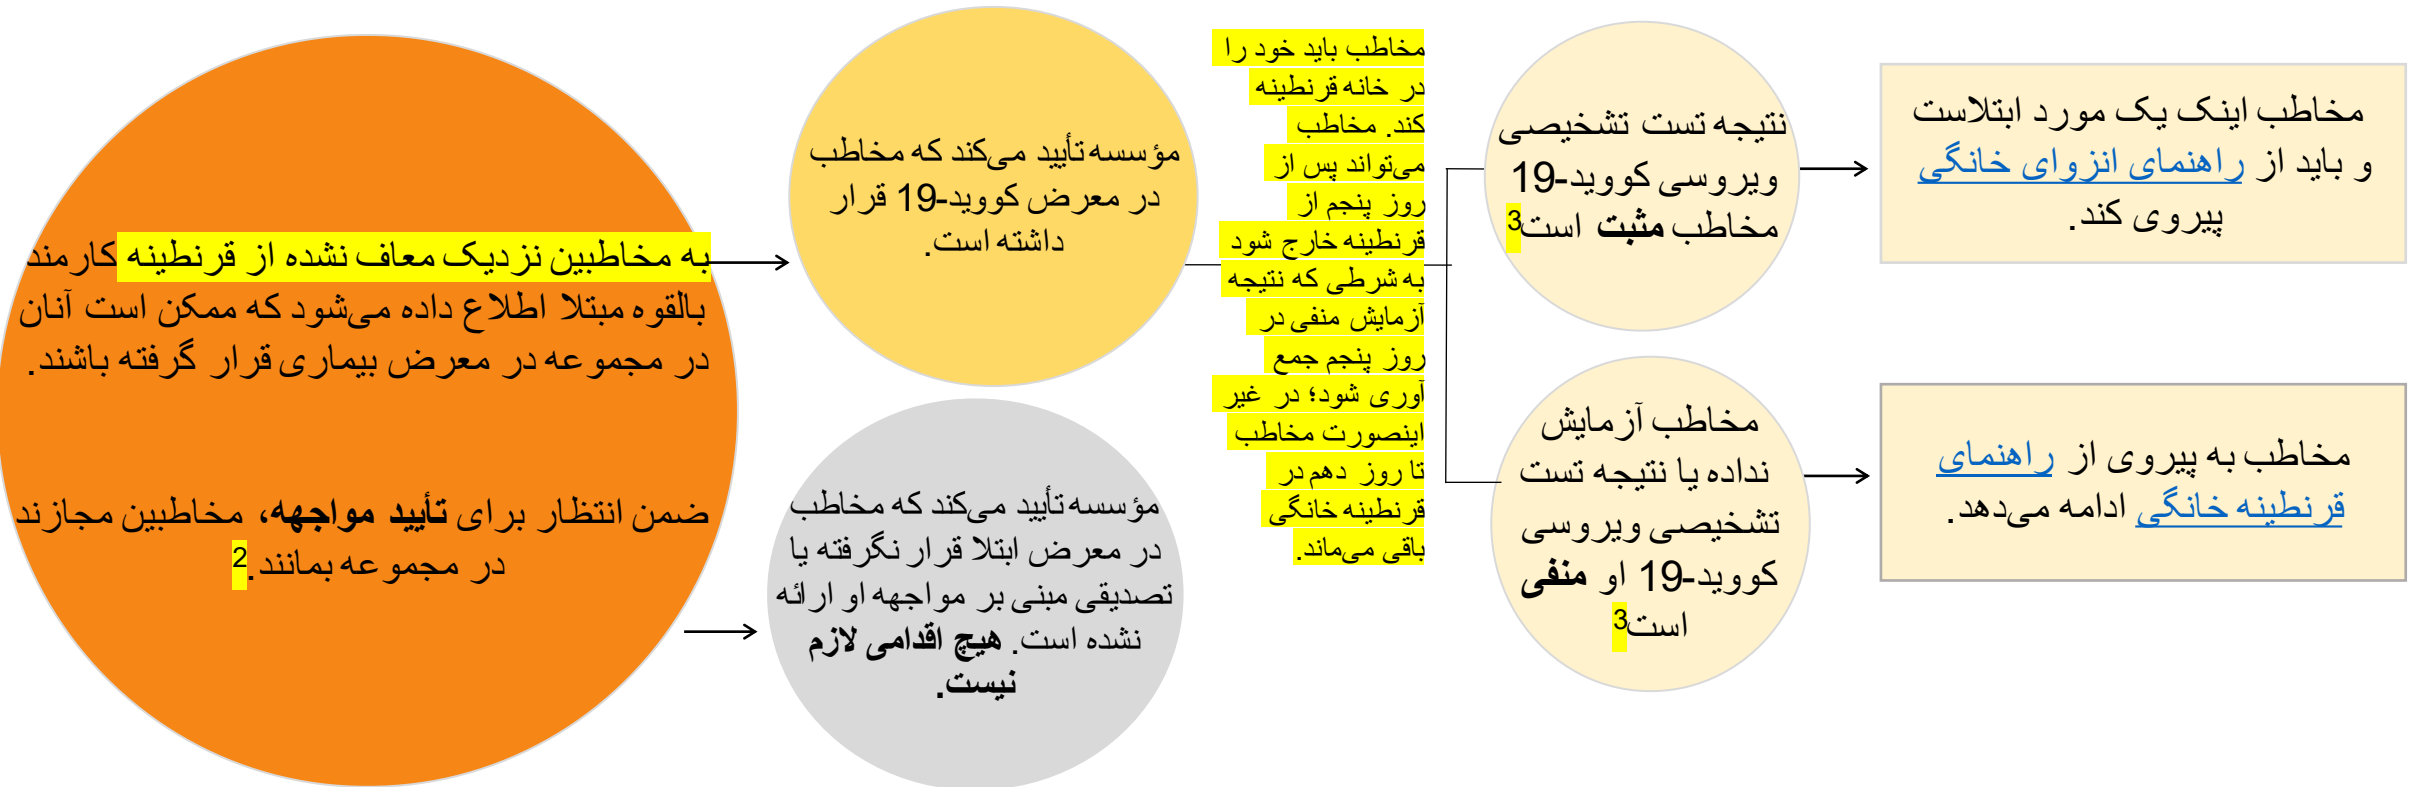 به مخاطبین نزدیک معاف نشده از قرنطینه کارمند
بالقوه مبتلا اطلاع داده می‌شود که ممکن است آنان
در مجموعه در معرض بیماری قرار گرفته باشند.
ضمن انتظار برای تأیید مواجهه، مخاطبین مجازند
در مجموعه بمانند.2
مؤسسه تأیید می‌کند که مخاطب
در معرض کووید-19 قرار
داشته است.
مؤسسه تأیید می‌کند که مخاطب
در معرض ابتلا قرار نگرفته یا
تصدیقی مبنی بر مواجهه او ارائه
نشده است. هیچ اقدامی لازم
نیست.
مخاطب باید خود را
در خانه قرنطینه
کند. مخاطب
می‌تواند پس از
روز پنجم از
قرنطینه خارج شود
به شرطی که نتیجه
آزمایش منفی در
روز پنجم جمع
آوری شود؛ در غیر
اینصورت مخاطب
تا روز دهم در
قرنطینه خانگی
باقی می‌ماند.
نتیجه تست تشخیصی
ویروسی کووید-19
مخاطب مثبت است3
مخاطب آزمایش
نداده یا نتیجه تست
تشخیصی ویروسی
کووید-19 او منفی
است3
مخاطب اینک یک مورد ابتلاست
و باید از راهنمای انزوای خانگی
پیروی کند.
مخاطب به پیروی از راهنمای
قرنطینه خانگی ادامه می‌دهد.